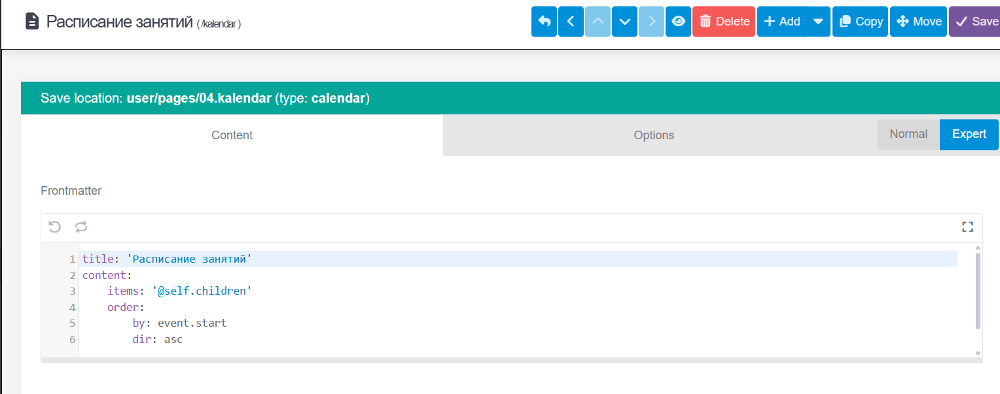 Расписание занятий ( /kalendar )
Delete
Add
Copy
Move
Save
Save location: user/pages/04.kalendar (type: calendar)
Content
Options
Normal
Expert
Frontmatter
1 title: 'Расписание занятий'
2 content:
3 items: '@self.children'
4 order:
5 by: event.start
6 dir: asc